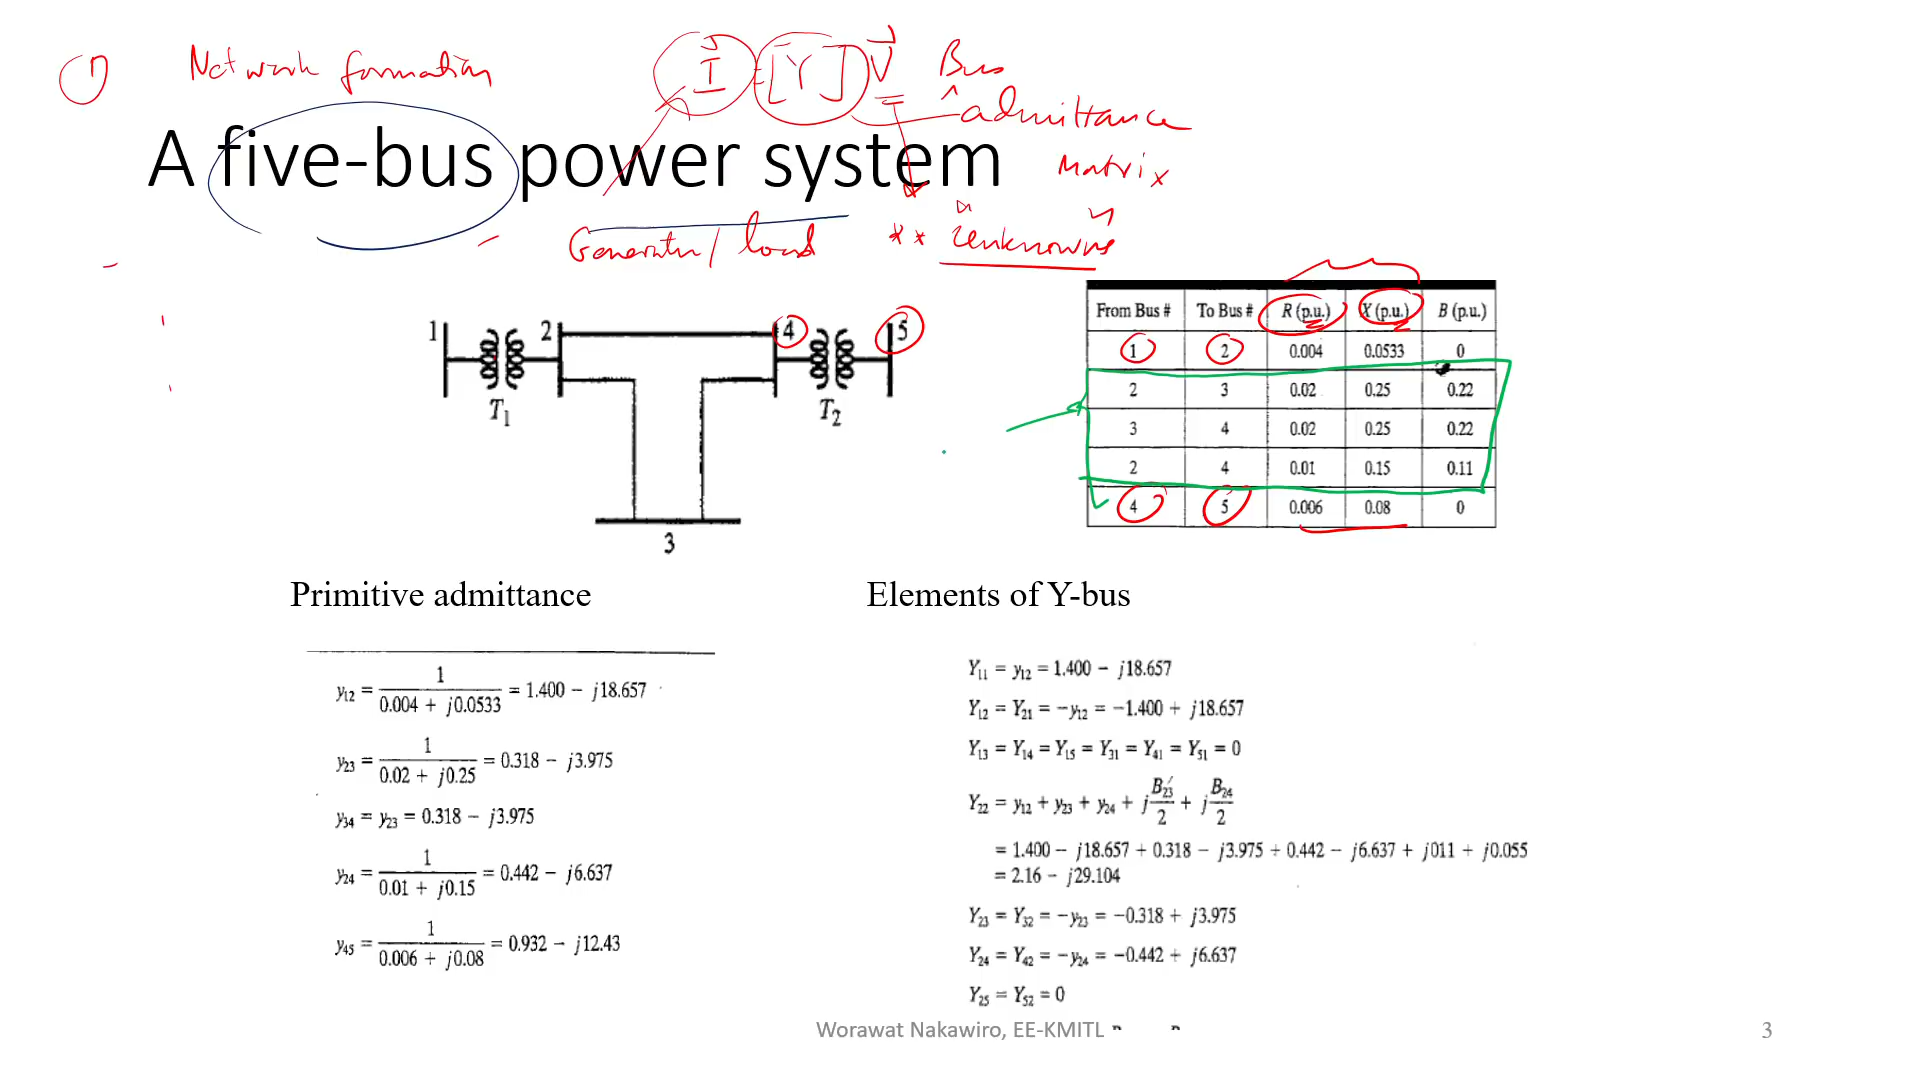 1) Network formation
I = [Y] V Bus
admittance
Matrix
A five-bus power system
Generator / load ** unknowns
1
2
4
5
T1
T2
3
From Bus # To Bus # R (p.u.) X (p.u.) B (p.u.)
1 2 0.004 0.0533 0
2 3 0.02 0.25 0.22
3 4 0.02 0.25 0.22
2 4 0.01 0.15 0.11
4 5 0.006 0.08 0
Primitive admittance
y12 = 1 / (0.004 + j0.0533) = 1.400 − j18.657
y23 = 1 / (0.02 + j0.25) = 0.318 − j3.975
y34 = y23 = 0.318 − j3.975
y24 = 1 / (0.01 + j0.15) = 0.442 − j6.637
y45 = 1 / (0.006 + j0.08) = 0.932 − j12.43
Elements of Y-bus
Y11 = y12 = 1.400 − j18.657
Y12 = Y21 = −y12 = −1.400 + j18.657
Y13 = Y14 = Y15 = Y31 = Y41 = Y51 = 0
Y22 = y12 + y23 + y24 + j B23/2 + j B24/2
= 1.400 − j18.657 + 0.318 − j3.975 + 0.442 − j6.637 + j011 + j0.055
= 2.16 − j29.104
Y23 = Y32 = −y23 = −0.318 + j3.975
Y24 = Y42 = −y24 = −0.442 + j6.637
Y25 = Y52 = 0
Worawat Nakawiro, EE-KMITL
3